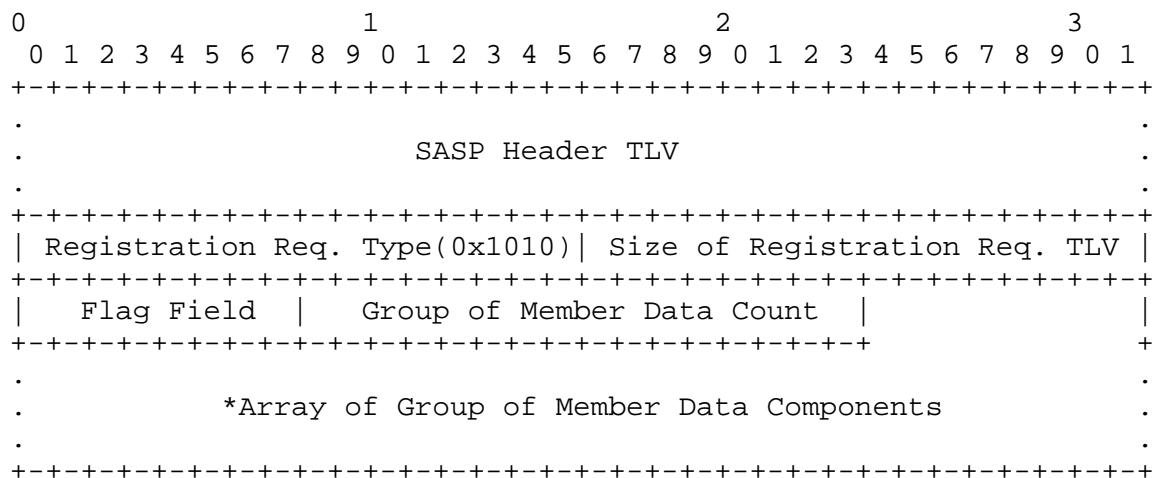 0                   1                   2                   3
 0 1 2 3 4 5 6 7 8 9 0 1 2 3 4 5 6 7 8 9 0 1 2 3 4 5 6 7 8 9 0 1
+-+-+-+-+-+-+-+-+-+-+-+-+-+-+-+-+-+-+-+-+-+-+-+-+-+-+-+-+-+-+-+-+
.                                                               .
.                      SASP Header TLV                          .
.                                                               .
+-+-+-+-+-+-+-+-+-+-+-+-+-+-+-+-+-+-+-+-+-+-+-+-+-+-+-+-+-+-+-+-+
| Registration Req. Type(0x1010)| Size of Registration Req. TLV |
+-+-+-+-+-+-+-+-+-+-+-+-+-+-+-+-+-+-+-+-+-+-+-+-+-+-+-+-+-+-+-+-+
|   Flag Field  |   Group of Member Data Count  |               |
+-+-+-+-+-+-+-+-+-+-+-+-+-+-+-+-+-+-+-+-+-+-+-+-+               +
.                                                               .
.           *Array of Group of Member Data Components           .
.                                                               .
+-+-+-+-+-+-+-+-+-+-+-+-+-+-+-+-+-+-+-+-+-+-+-+-+-+-+-+-+-+-+-+-+